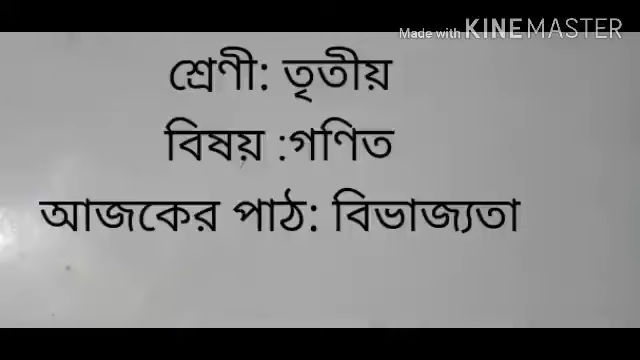 Made with KINEMASTER
শ্রেণী: তৃতীয়
বিষয় :গণিত
আজকের পাঠ: বিভাজ্যতা